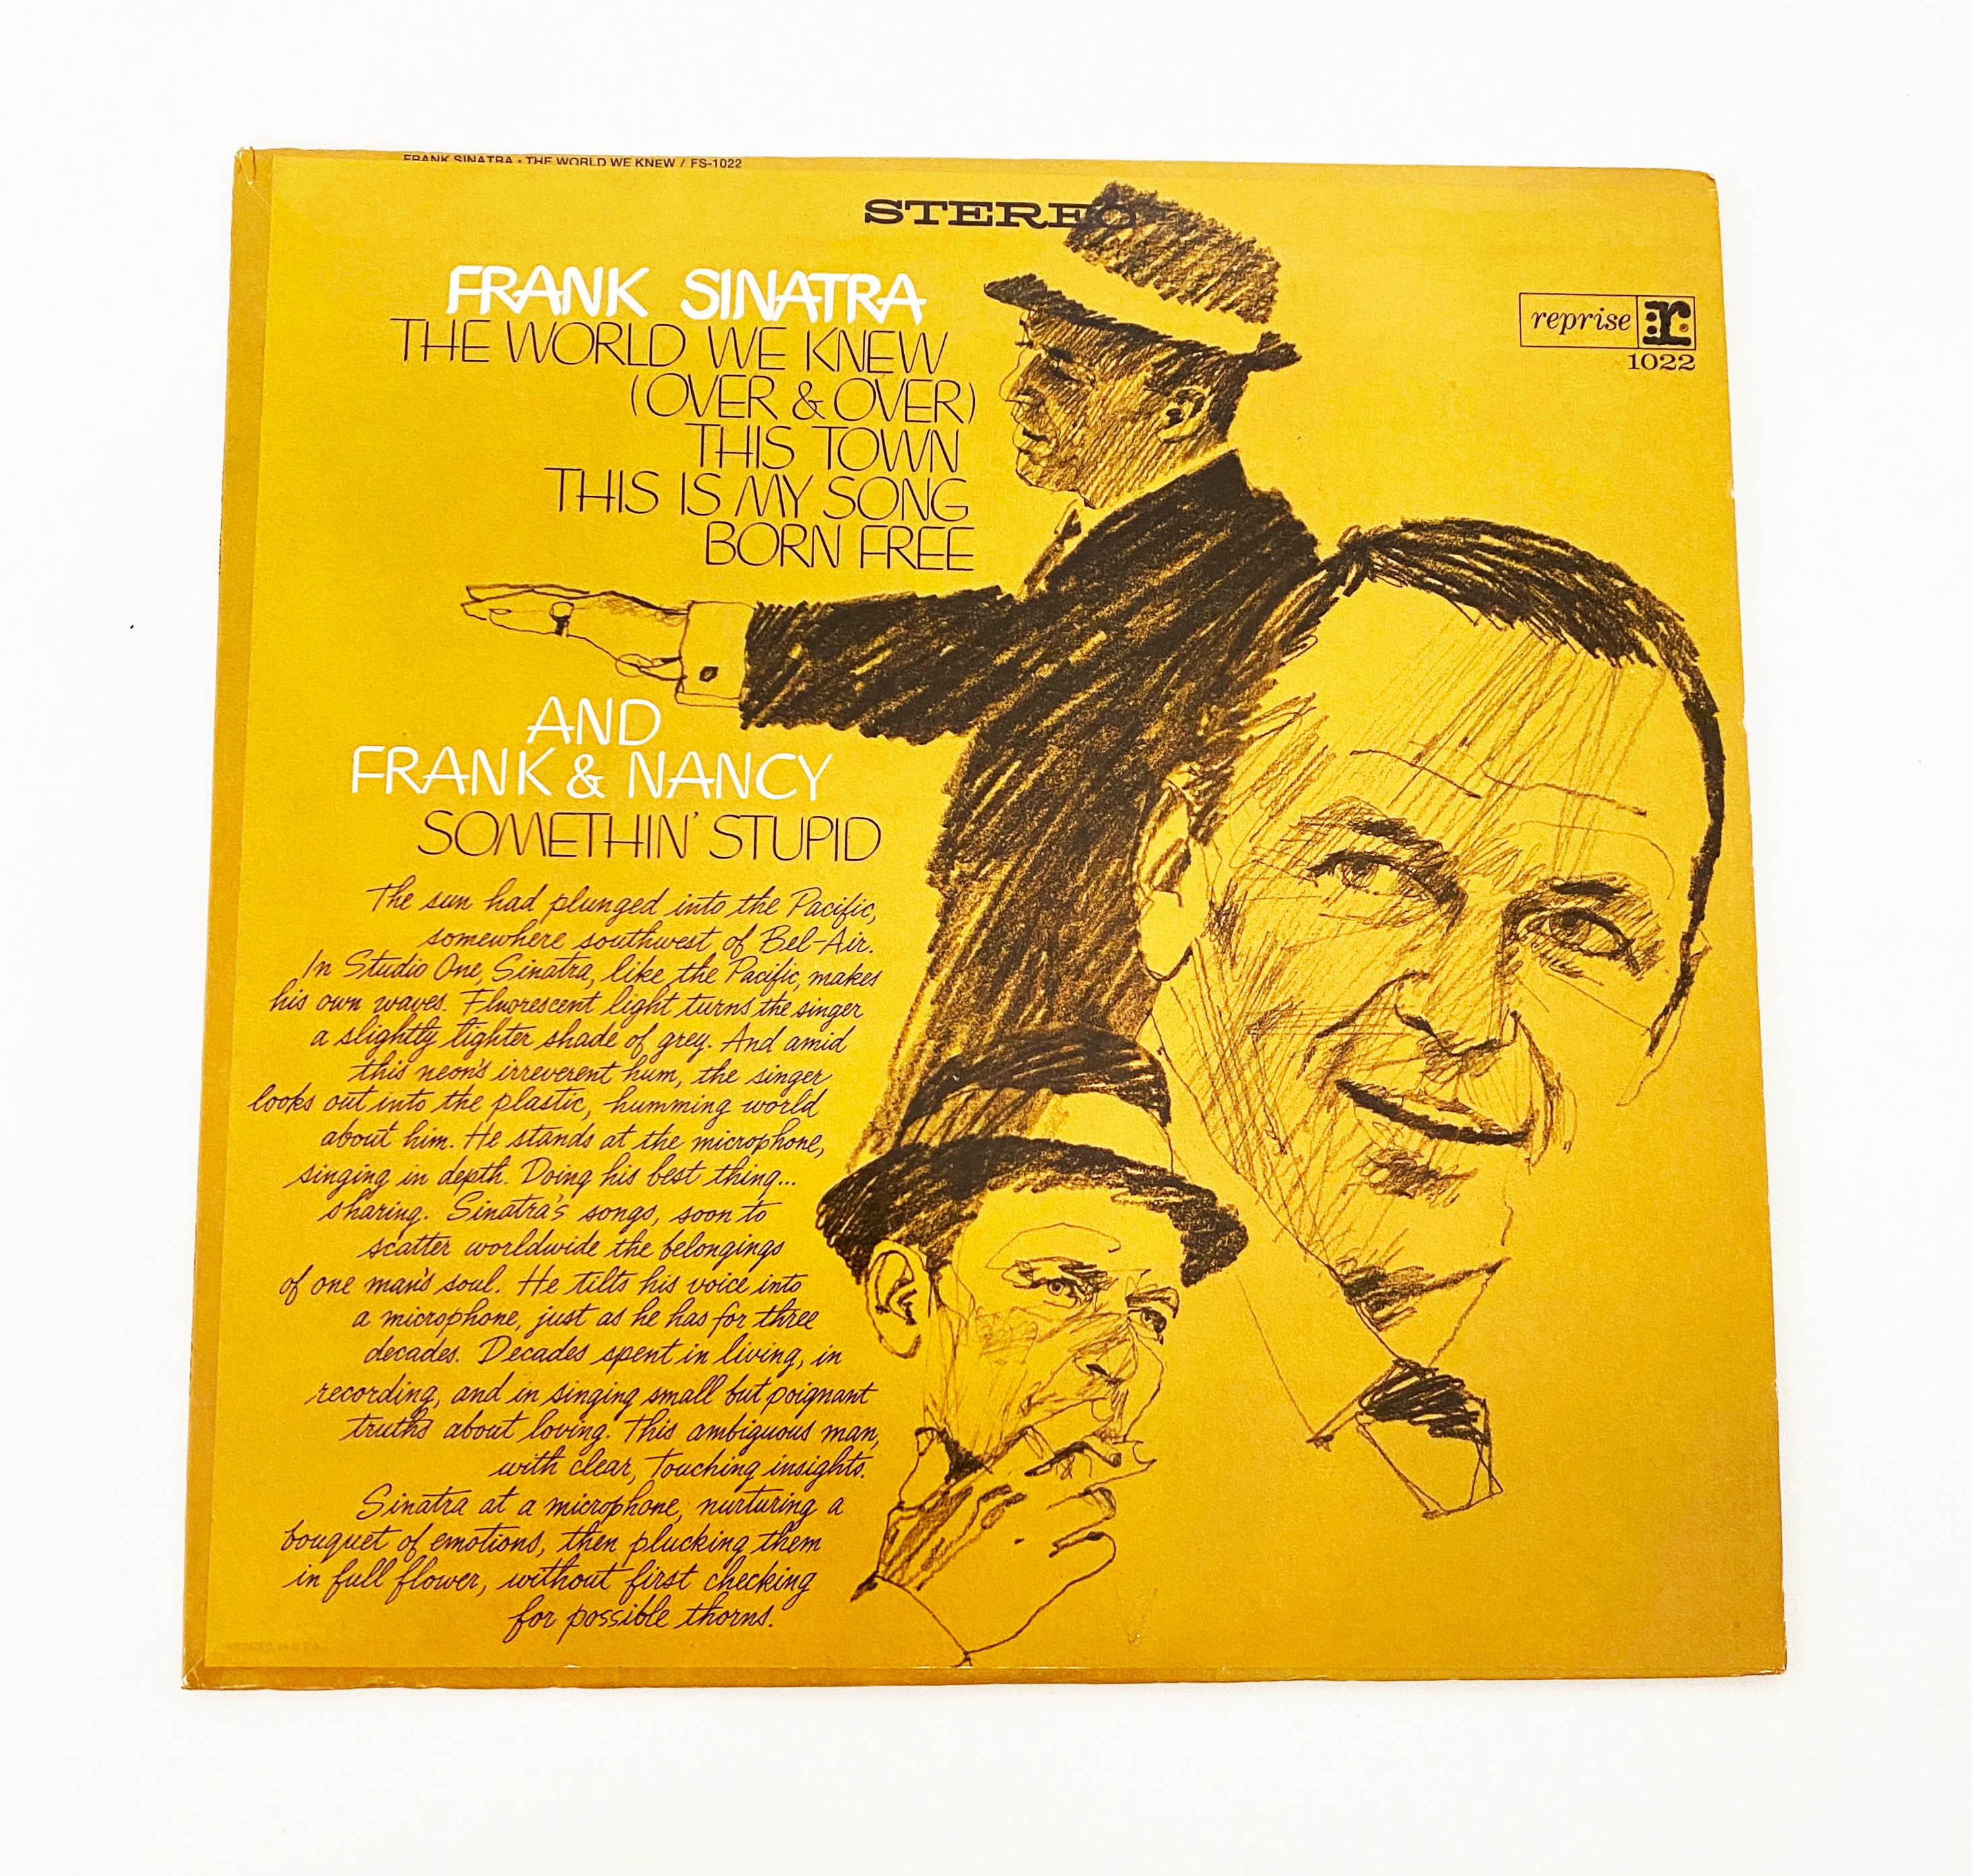 FRANK SINATRA • THE WORLD WE KNEW / FS-1022
STEREO
FRANK SINATRA
THE WORLD WE KNEW
(OVER & OVER)
THIS TOWN
THIS IS MY SONG
BORN FREE
reprise r ®
1022
AND
FRANK & NANCY
SOMETHIN' STUPID
The sun had plunged into the Pacific,
somewhere southwest of Bel-Air.
In Studio One, Sinatra, like the Pacific, makes
his own waves. Fluorescent light turns the singer
a slightly lighter shade of grey. And amid
this neon's irreverent hum, the singer
looks out into the plastic, humming world
about him. He stands at the microphone,
singing in depth. Doing his best thing...
sharing. Sinatra's songs, soon to
scatter worldwide the belongings
of one man's soul. He tilts his voice into
a microphone, just as he has for three
decades. Decades spent in living, in
recording, and in singing small but poignant
truths about loving. This ambiguous man,
with clear, touching insights.
Sinatra at a microphone, nurturing a
bouquet of emotions, then plucking them
in full flower, without first checking
for possible thorns.